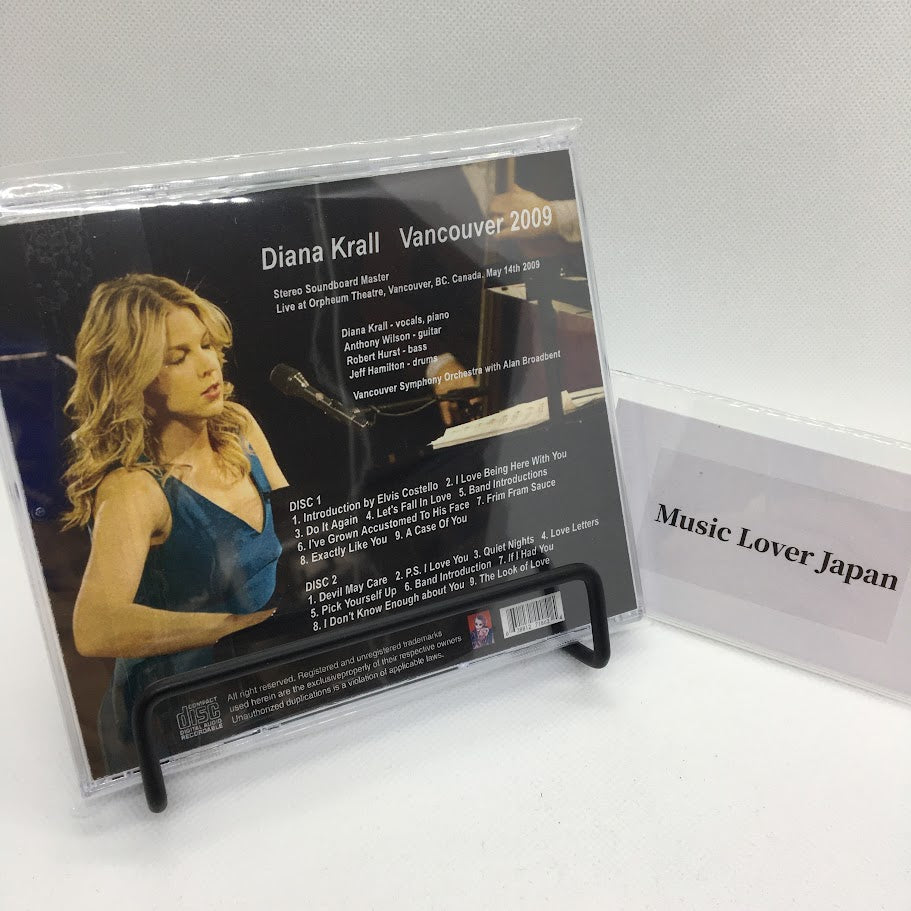 Diana Krall Vancouver 2009
Stereo Soundboard Master
Live at Orpheum Theatre, Vancouver, BC. Canada, May 14th 2009
Diana Krall - vocals, piano
Anthony Wilson - guitar
Robert Hurst - bass
Jeff Hamilton - drums
Vancouver Symphony Orchestra with Alan Broadbent
DISC 1
1. Introduction by Elvis Costello 2. I Love Being Here With You
3. Do It Again 4. Let's Fall In Love 5. Band Introductions
6. I've Grown Accustomed To His Face 7. Frim Fram Sauce
8. Exactly Like You 9. A Case Of You
DISC 2
1. Devil May Care 2. P.S. I Love You 3. Quiet Nights 4. Love Letters
5. Pick Yourself Up 6. Band Introduction 7. If I Had You
8. I Don't Know Enough about You 9. The Look of Love
All right reserved. Registered and unregistered trademarks
used herein are the exclusiveproperty of their respective owners
Unauthorized duplications is a violation of applicable laws.
COMPACT
disc
DIGITAL AUDIO
RECORDABLE
Music Lover Japan